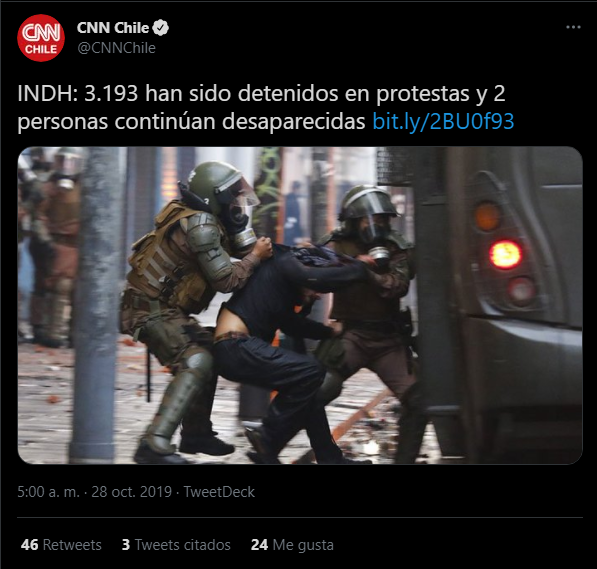 CNN
CHILE
CNN Chile
@CNNChile
INDH: 3.193 han sido detenidos en protestas y 2
personas continúan desaparecidas bit.ly/2BU0f93
5:00 a. m. · 28 oct. 2019 · TweetDeck
46 Retweets 3 Tweets citados 24 Me gusta